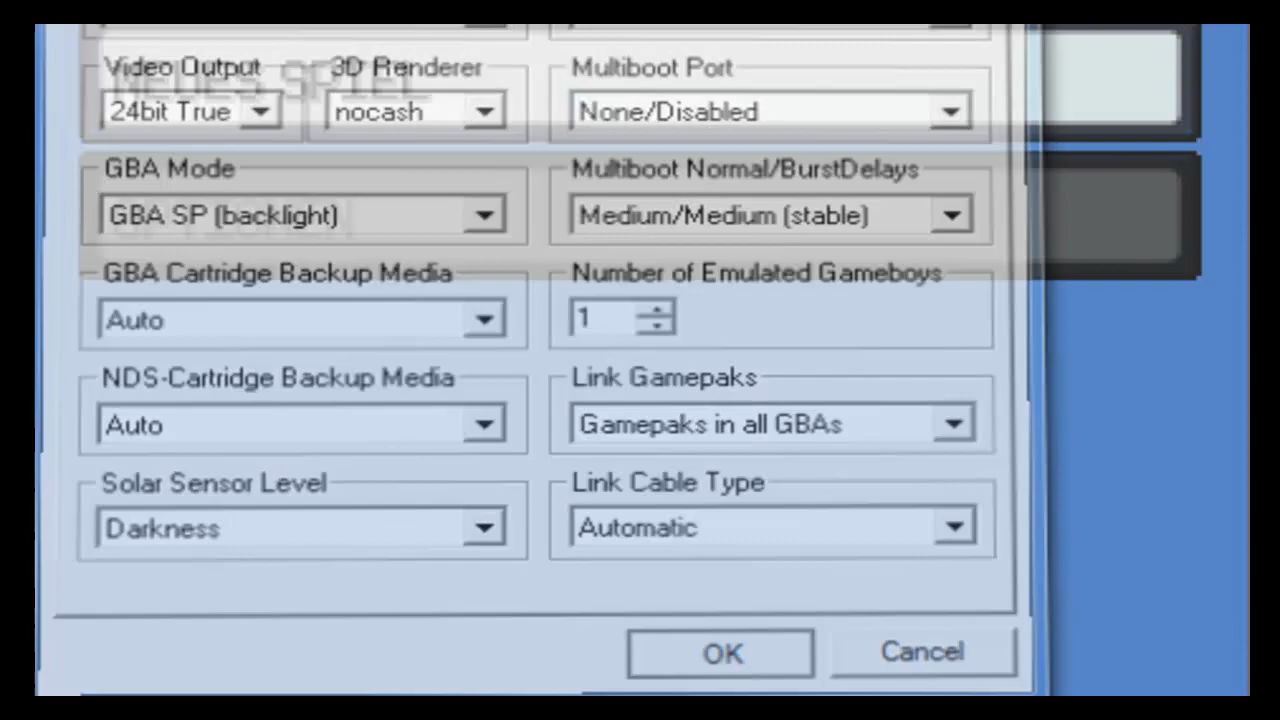 Video Output 3D Renderer Multiboot Port
NEUES SPIEL
24bit True nocash None/Disabled
GBA Mode Multiboot Normal/BurstDelays
GBA SP (backlight) Medium/Medium (stable)
GBA Cartridge Backup Media Number of Emulated Gameboys
Auto 1
NDS-Cartridge Backup Media Link Gamepaks
Auto Gamepaks in all GBAs
Solar Sensor Level Link Cable Type
Darkness Automatic
OK Cancel